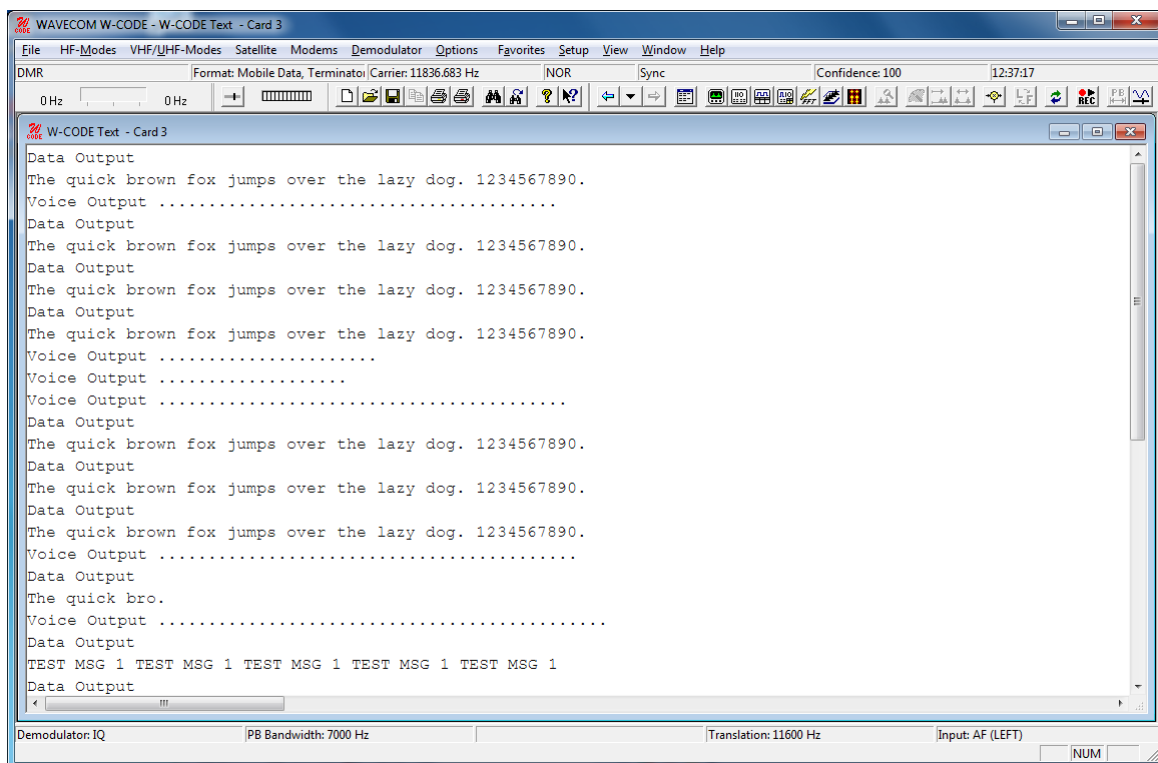 WAVECOM W-CODE - W-CODE Text - Card 3
File HF-Modes VHF/UHF-Modes Satellite Modems Demodulator Options Favorites Setup View Window Help
DMR Format: Mobile Data, Terminator Carrier: 11836.683 Hz NOR Sync Confidence: 100 12:37:17
0 Hz 0 Hz REC PB
W-CODE Text - Card 3
Data Output
The quick brown fox jumps over the lazy dog. 1234567890.
Voice Output ........................................
Data Output
The quick brown fox jumps over the lazy dog. 1234567890.
Data Output
The quick brown fox jumps over the lazy dog. 1234567890.
Data Output
The quick brown fox jumps over the lazy dog. 1234567890.
Voice Output ......................
Voice Output ...................
Voice Output .........................................
Data Output
The quick brown fox jumps over the lazy dog. 1234567890.
Data Output
The quick brown fox jumps over the lazy dog. 1234567890.
Data Output
The quick brown fox jumps over the lazy dog. 1234567890.
Voice Output ..........................................
Data Output
The quick bro.
Voice Output .............................................
Data Output
TEST MSG 1 TEST MSG 1 TEST MSG 1 TEST MSG 1 TEST MSG 1
Data Output
Demodulator: IQ PB Bandwidth: 7000 Hz Translation: 11600 Hz Input: AF (LEFT)
NUM